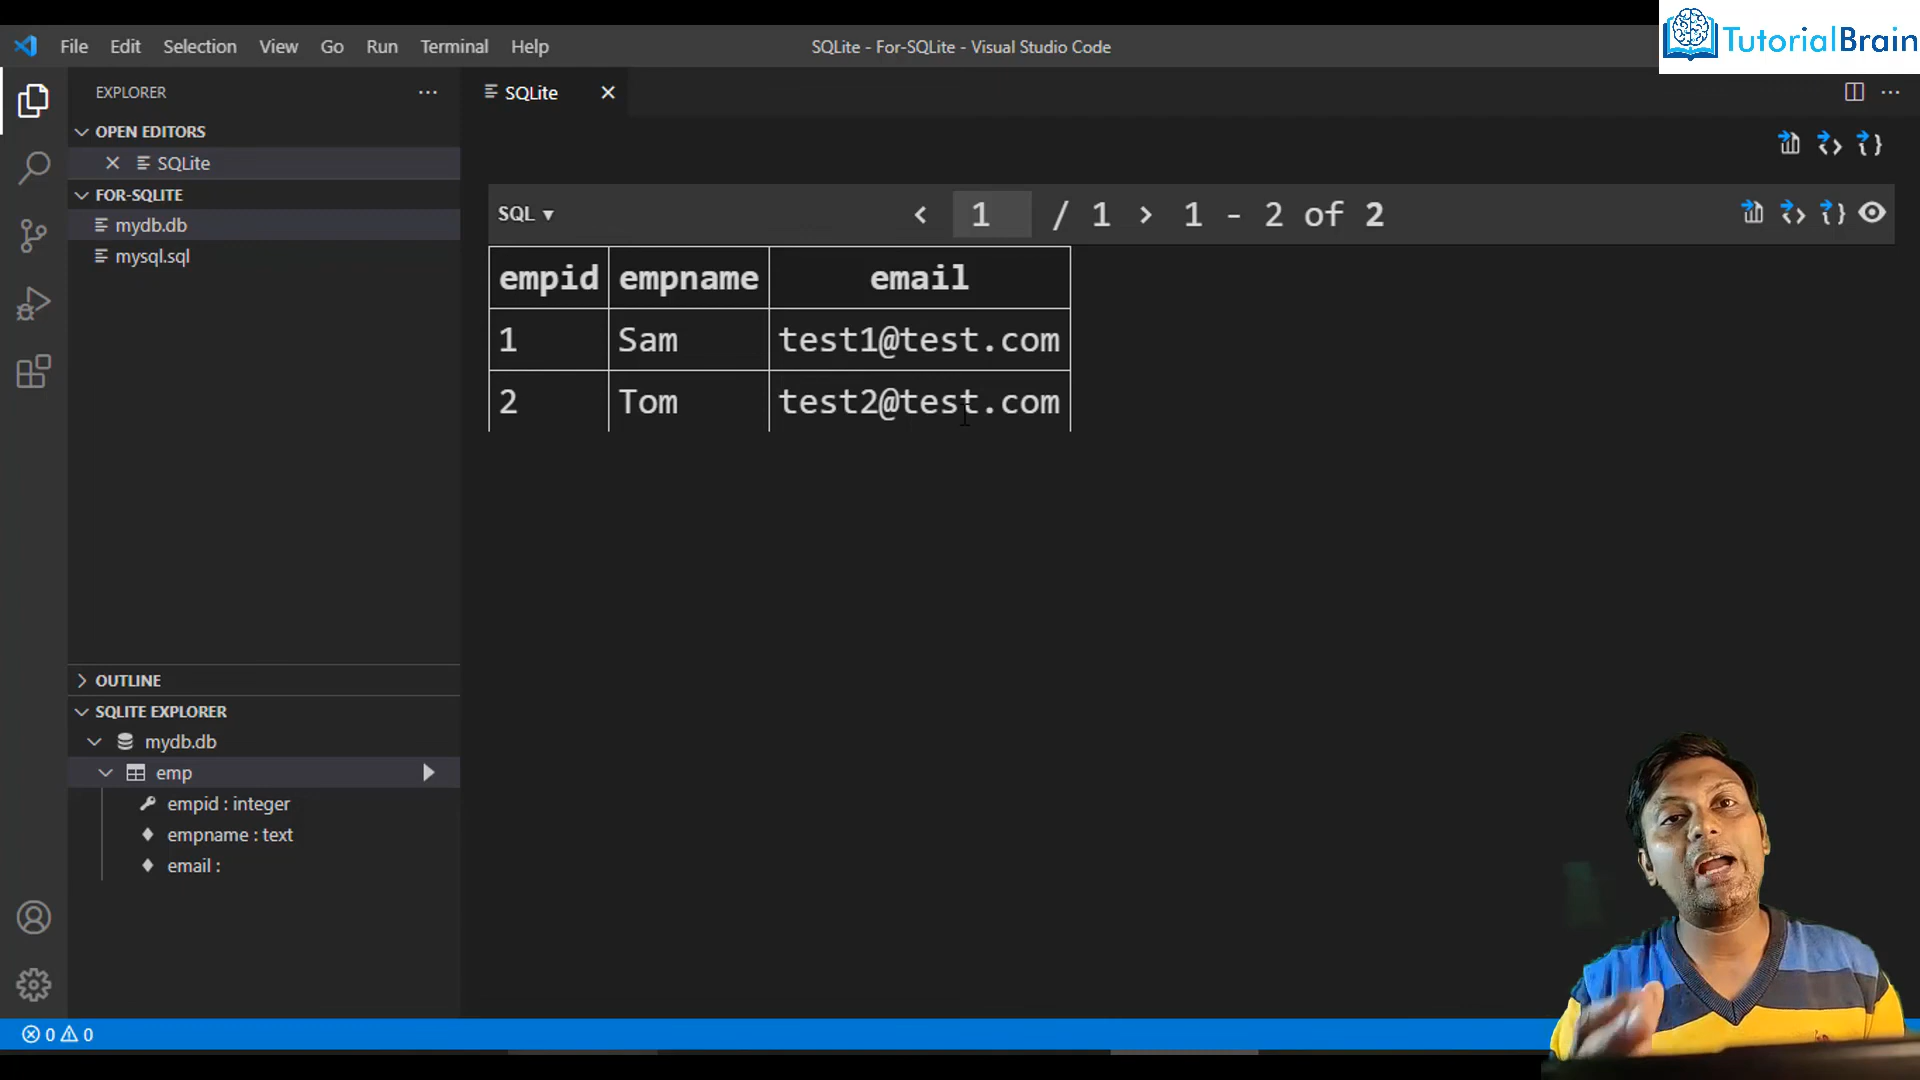 TutorialBrain
File Edit Selection View Go Run Terminal Help
SQLite - For-SQLite - Visual Studio Code
EXPLORER
SQLite
OPEN EDITORS
SQLite
FOR-SQLITE
mydb.db
mysql.sql
SQL
1 / 1 1 - 2 of 2
empid empname email
1 Sam test1@test.com
2 Tom test2@test.com
OUTLINE
SQLITE EXPLORER
mydb.db
emp
empid : integer
empname : text
email :
0 0